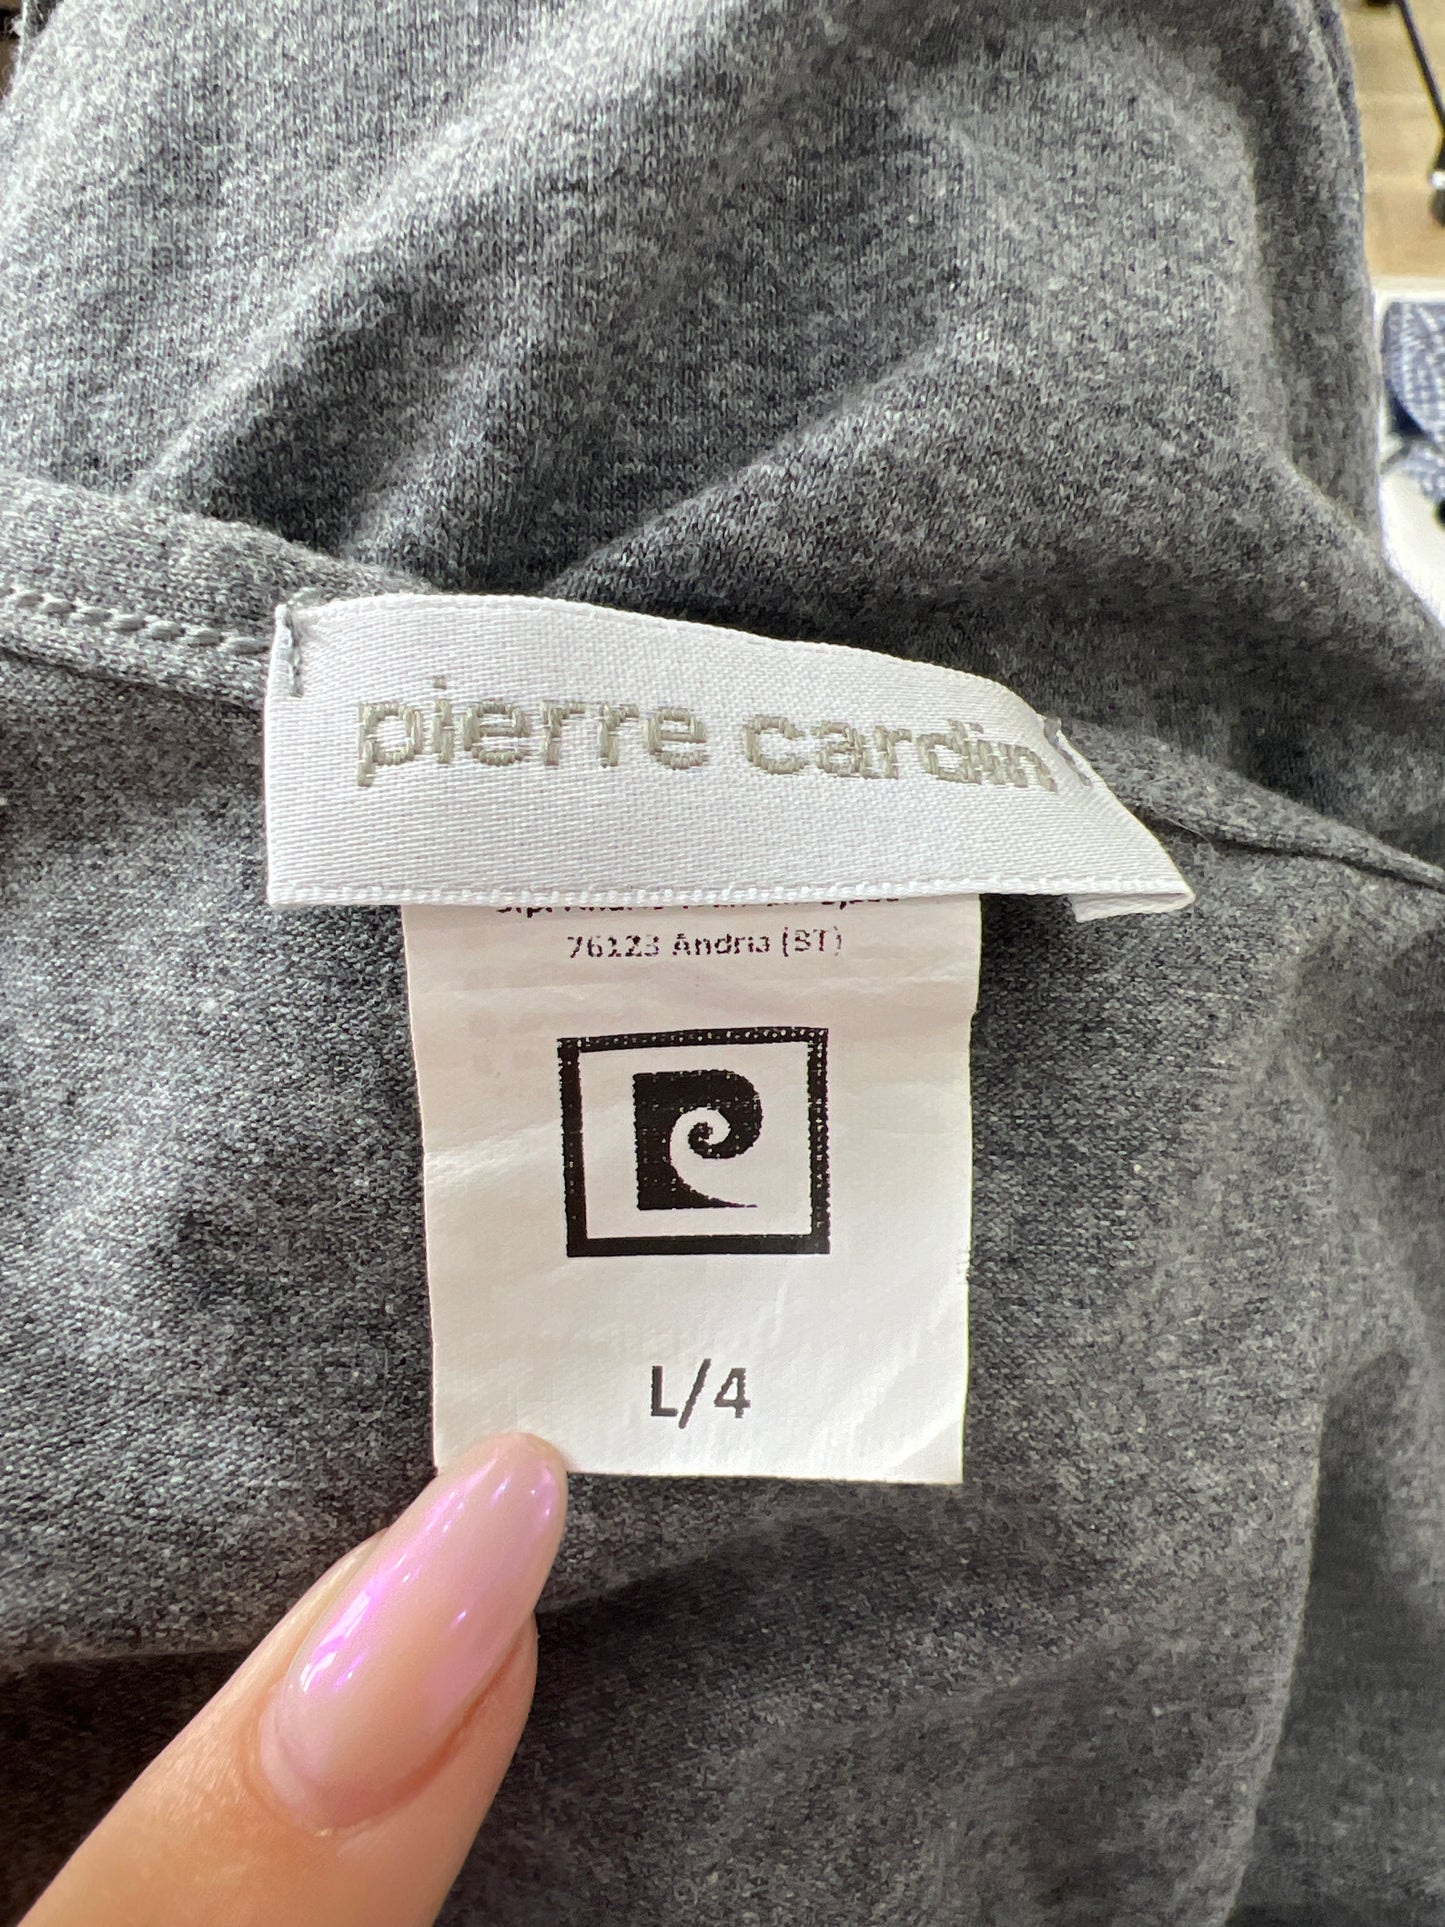 pierre cardin
76123 Andria (BT)
L/4